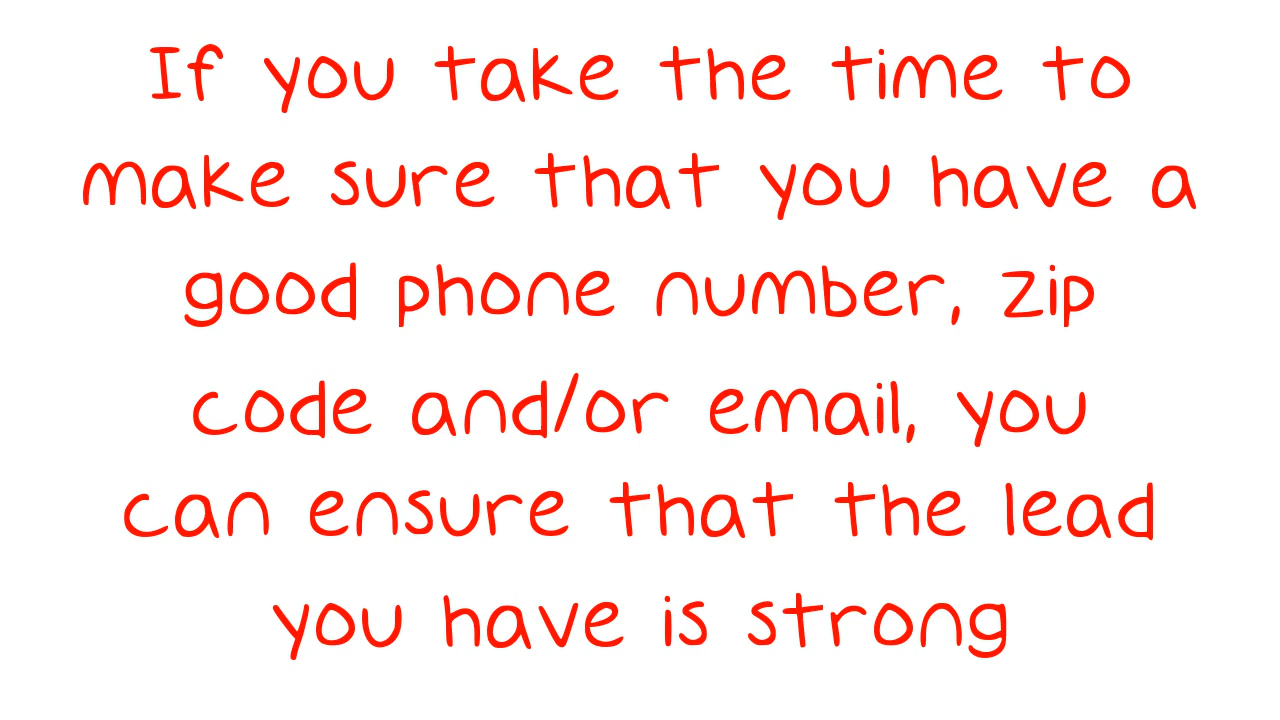 If you take the time to
make sure that you have a
good phone number, zip
code and/or email, you
can ensure that the lead
you have is strong